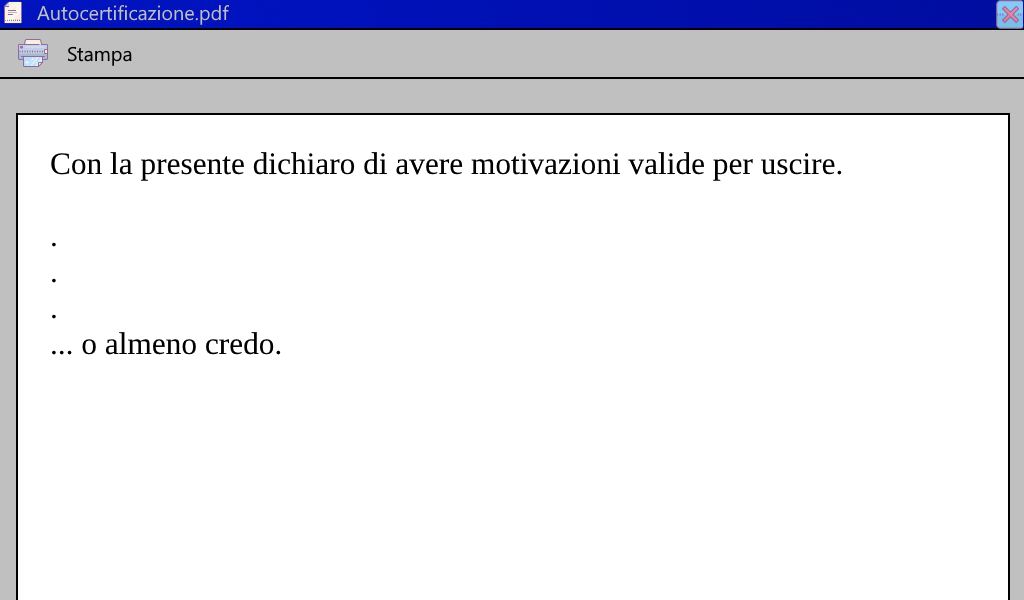 Autocertificazione.pdf
Stampa
Con la presente dichiaro di avere motivazioni valide per uscire.
.
.
.
... o almeno credo.